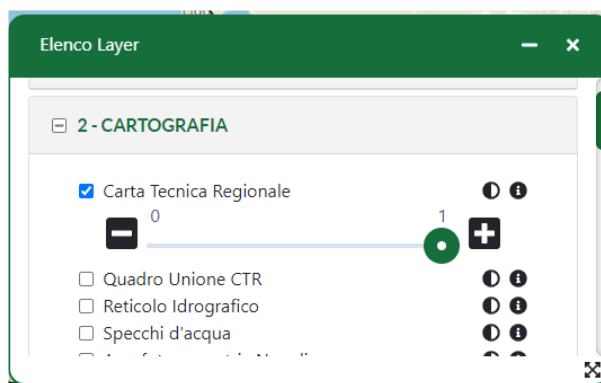 Elenco Layer
2 - CARTOGRAFIA
Carta Tecnica Regionale
0 1
Quadro Unione CTR
Reticolo Idrografico
Specchi d'acqua